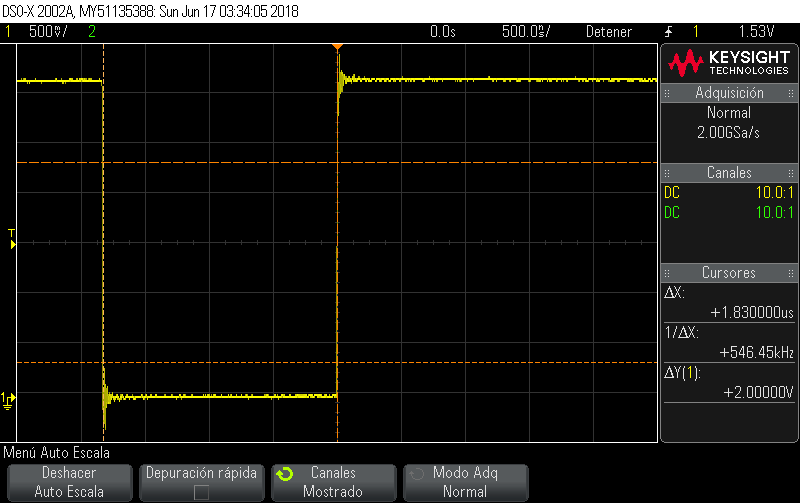 DSO-X 2002A, MY51135388: Sun Jun 17 03:34:05 2018
1 500mV/ 2 0.0s 500.0ns/ Detener 1 1.53V
KEYSIGHT
TECHNOLOGIES
Adquisición
Normal
2.00GSa/s
Canales
DC 10.0:1
DC 10.0:1
T
Cursores
ΔX:
+1.830000us
1/ΔX:
+546.45kHz
ΔY(1):
+2.00000V
1
Menú Auto Escala
Deshacer
Auto Escala
Depuración rápida
Canales
Mostrado
Modo Adq
Normal